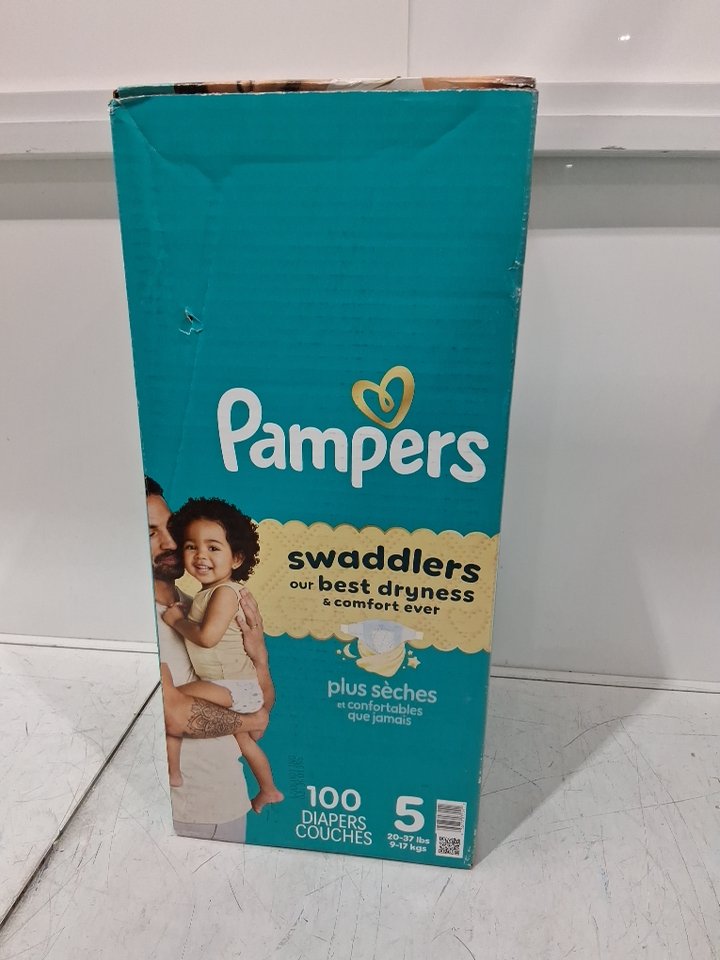 Pampers
swaddlers
our best dryness
& comfort ever
plus sèches
et confortables
que jamais
100
DIAPERS
COUCHES
5
20-37 lbs
9-17 kgs